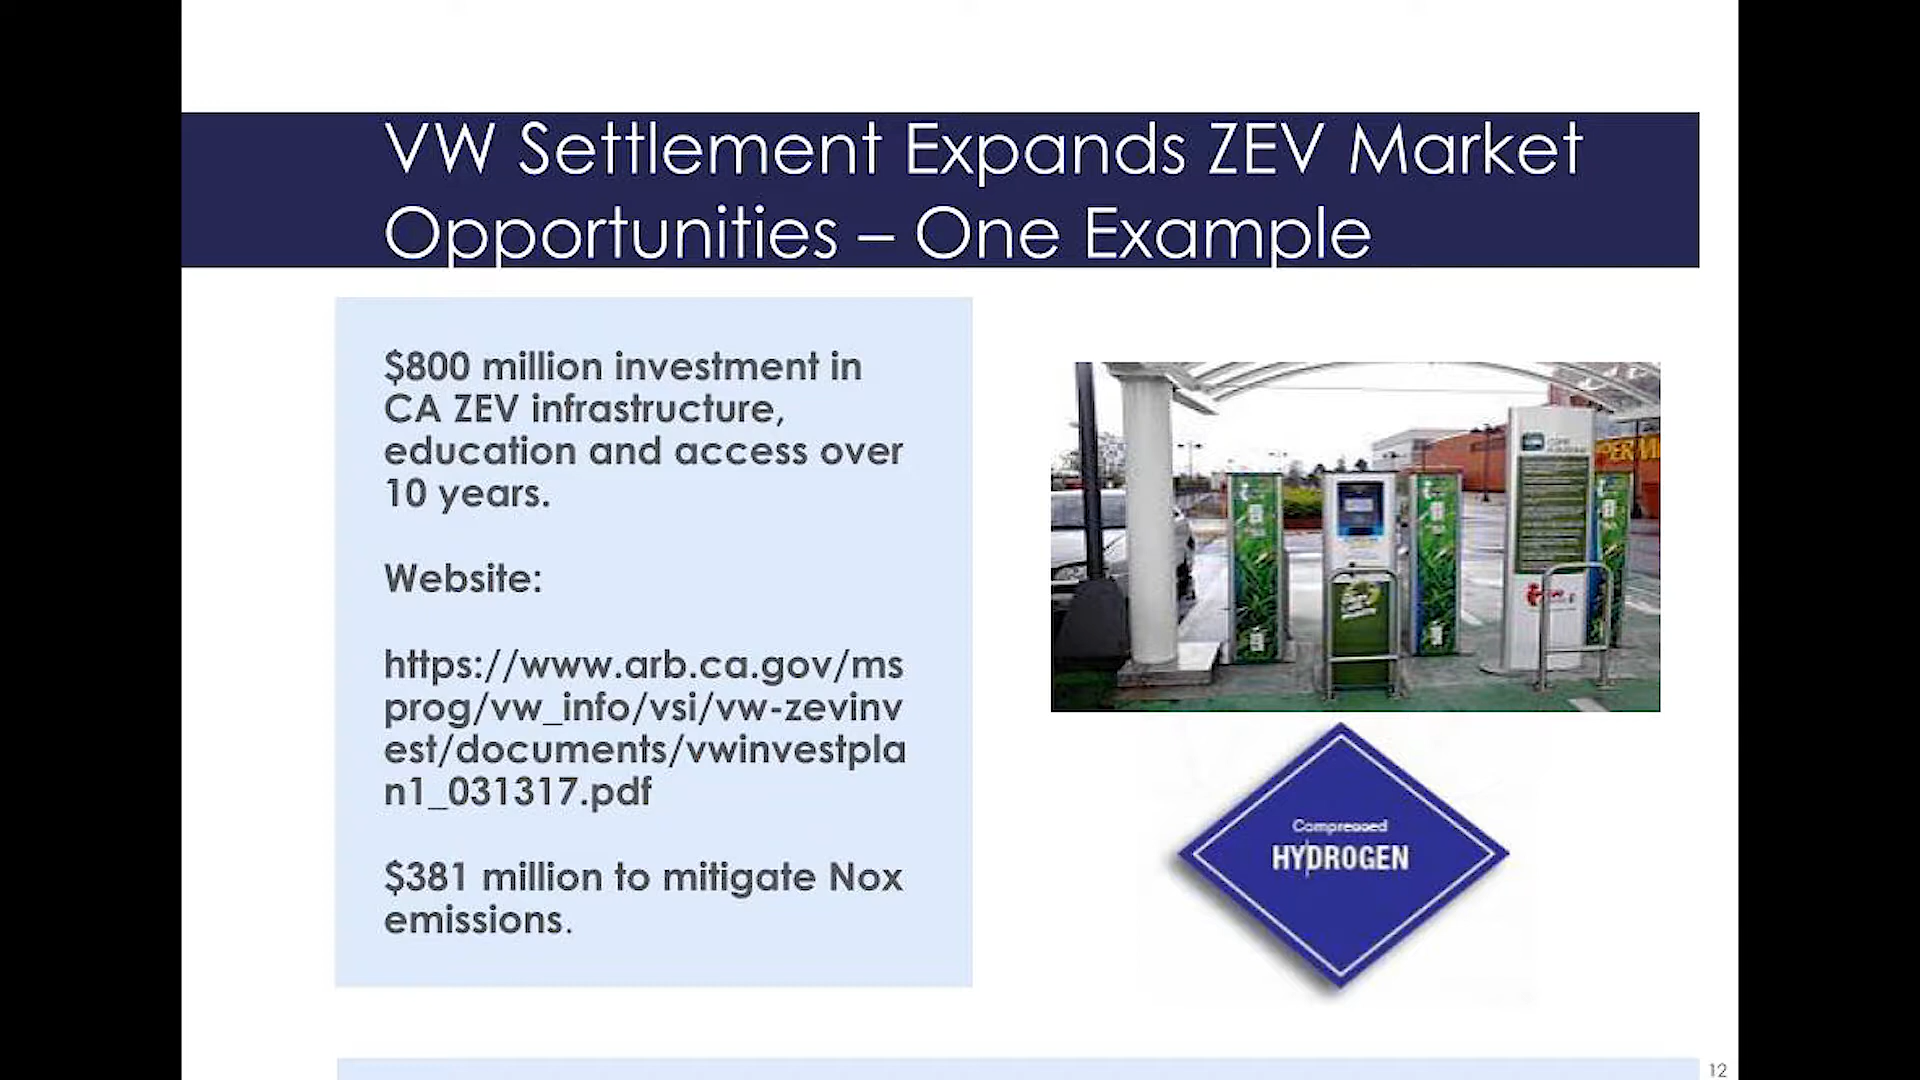 VW Settlement Expands ZEV Market
Opportunities – One Example
$800 million investment in
CA ZEV infrastructure,
education and access over
10 years.
Website:
https://www.arb.ca.gov/ms
prog/vw_info/vsi/vw-zevinv
est/documents/vwinvestpla
n1_031317.pdf
$381 million to mitigate Nox
emissions.
Compressed
HYDROGEN
12